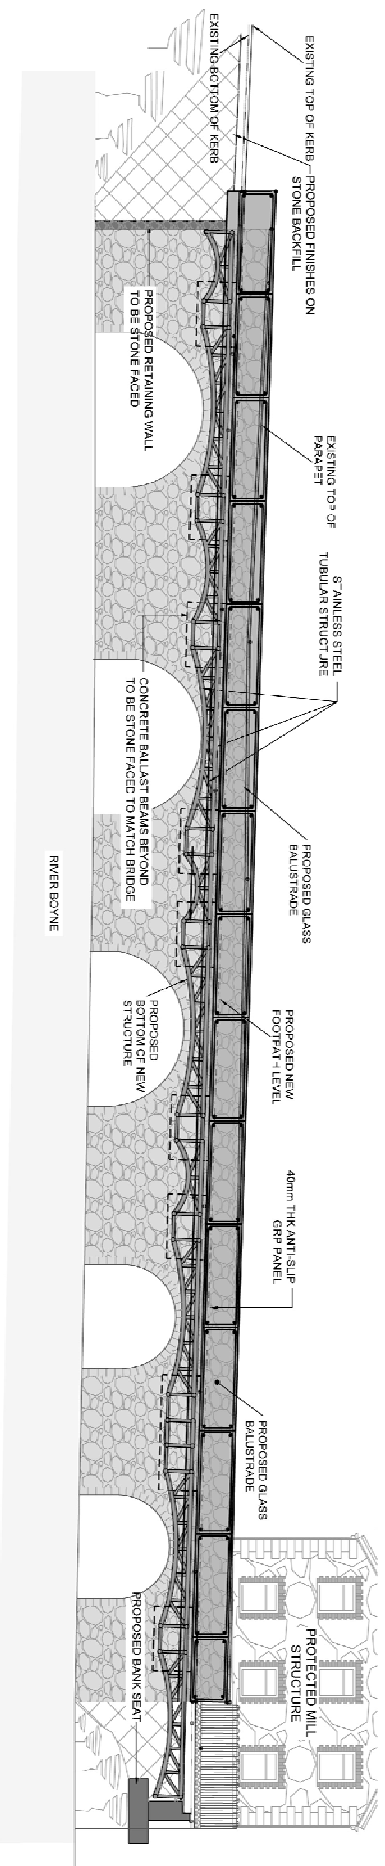 EXISTING TOP OF KERB
EXISTING BOTTOM OF KERB
PROPOSED FINISHES ON
STONE BACKFILL
PROPOSED RETAINING WALL
TO BE STONE FACED
EXISTING TOP OF
PARAPET
STAINLESS STEEL
TUBULAR STRUCTURE
CONCRETE BALLAST BEAMS BEYOND
TO BE STONE FACED TO MATCH BRIDGE
PROPOSED GLASS
BALUSTRADE
RIVER BOYNE
PROPOSED
BOTTOM OF NEW
STRUCTURE
PROPOSED NEW
FOOTPATH LEVEL
40mm THK ANTI-SLIP
GRP PANEL
PROPOSED GLASS
BALUSTRADE
PROTECTED MILL
STRUCTURE
PROPOSED BANK SEAT